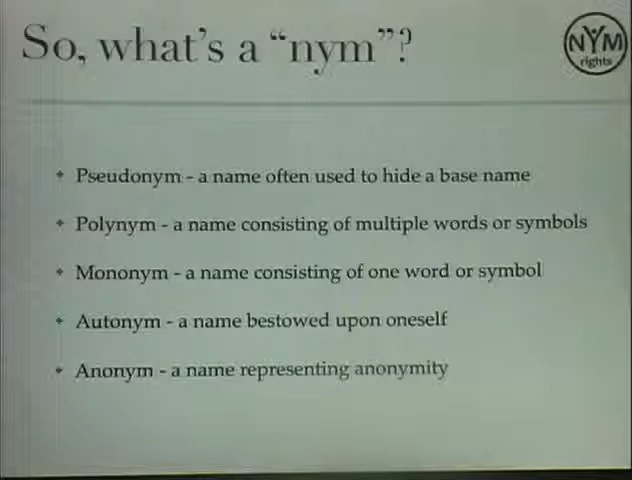 So, what's a “nym”?
NYM
rights
Pseudonym - a name often used to hide a base name
Polynym - a name consisting of multiple words or symbols
Mononym - a name consisting of one word or symbol
Autonym - a name bestowed upon oneself
Anonym - a name representing anonymity